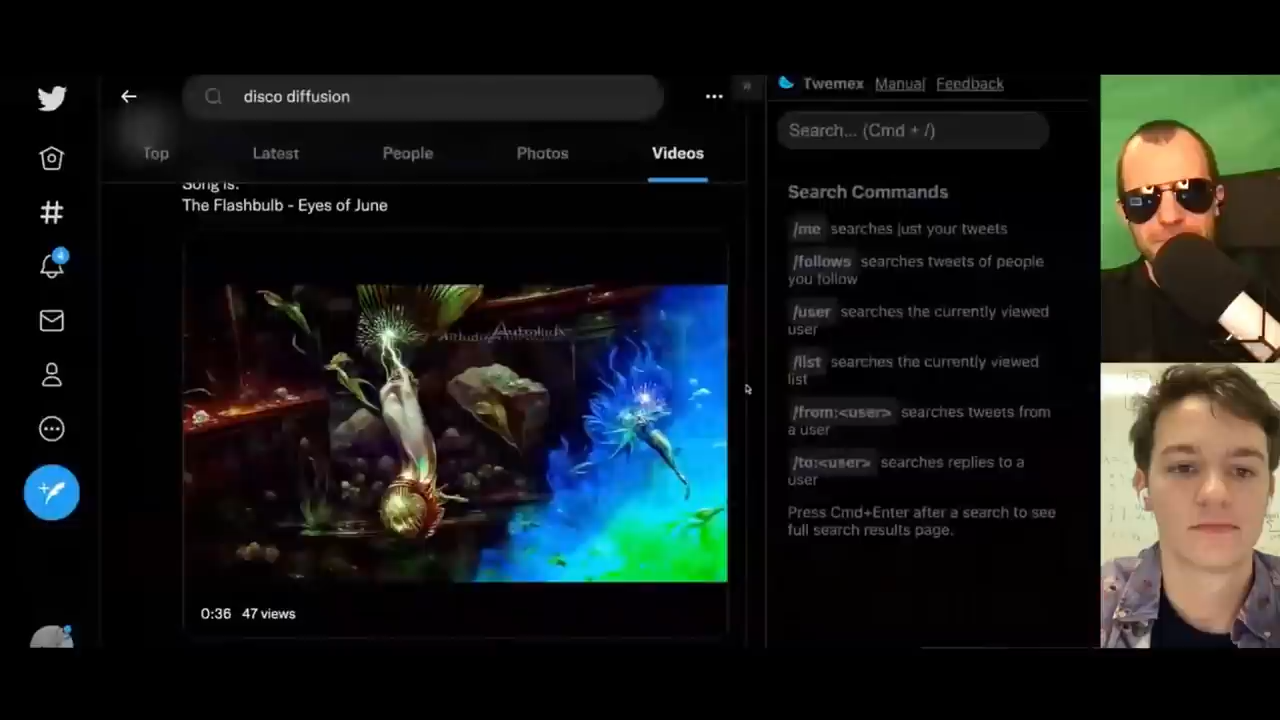 disco diffusion
Top
Latest
People
Photos
Videos
Song is:
The Flashbulb - Eyes of June
0:36 47 views
4
Twemex Manual Feedback
Search... (Cmd + /)
Search Commands
/me searches just your tweets
/follows searches tweets of people
you follow
/user searches the currently viewed
user
/list searches the currently viewed
list
/from:<user> searches tweets from
a user
/to:<user> searches replies to a
user
Press Cmd+Enter after a search to see
full search results page.